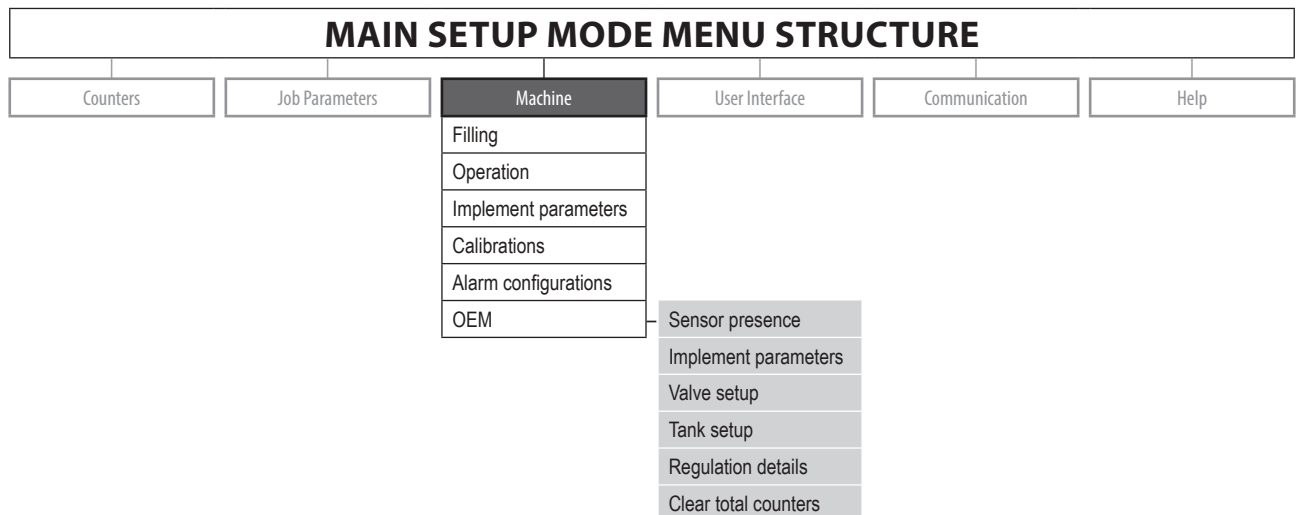 MAIN SETUP MODE MENU STRUCTURE
Counters
Job Parameters
Machine
User Interface
Communication
Help
Filling
Operation
Implement parameters
Calibrations
Alarm configurations
OEM
Sensor presence
Implement parameters
Valve setup
Tank setup
Regulation details
Clear total counters